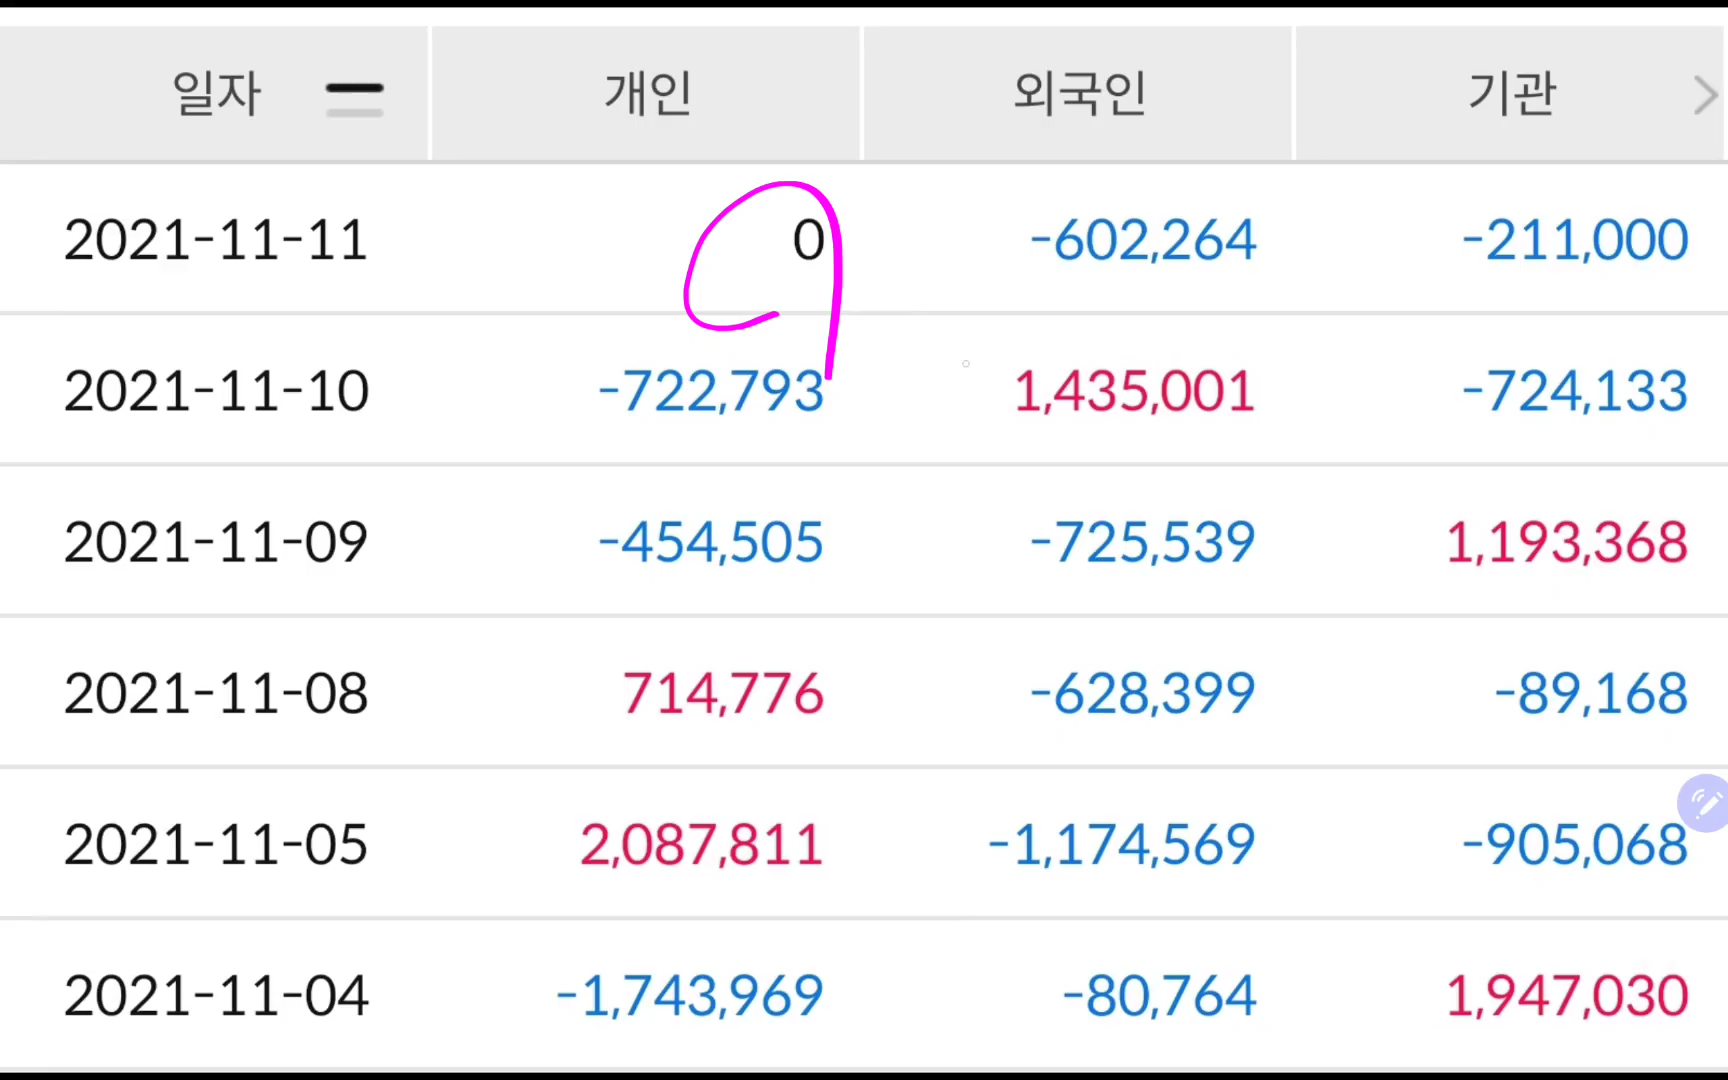 일자 개인 외국인 기관
2021-11-11 0 -602,264 -211,000
2021-11-10 -722,793 1,435,001 -724,133
2021-11-09 -454,505 -725,539 1,193,368
2021-11-08 714,776 -628,399 -89,168
2021-11-05 2,087,811 -1,174,569 -905,068
2021-11-04 -1,743,969 -80,764 1,947,030